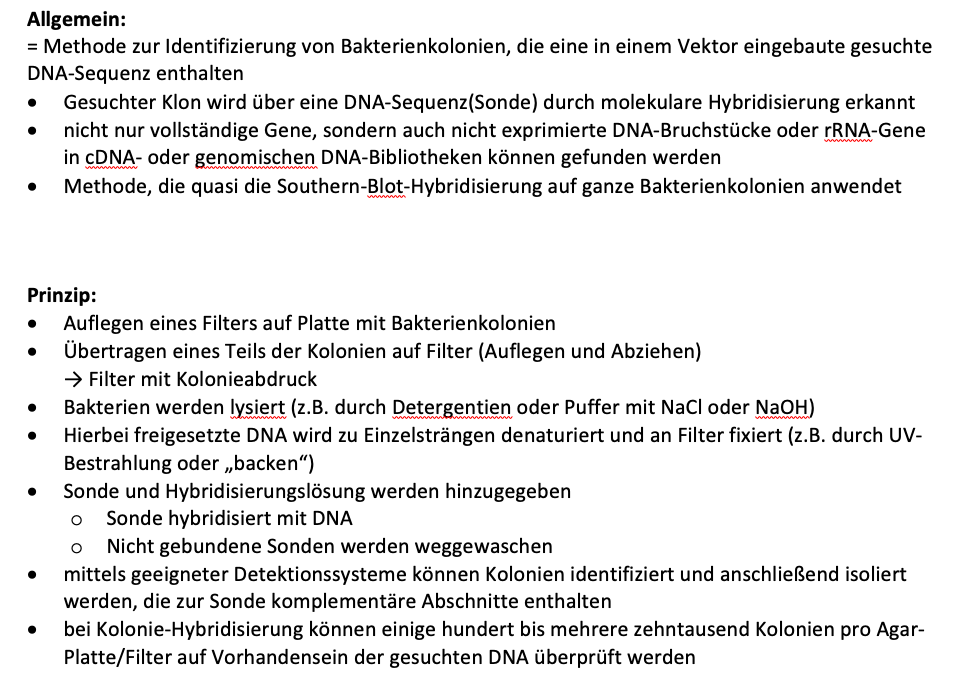 Allgemein:
= Methode zur Identifizierung von Bakterienkolonien, die eine in einem Vektor eingebaute gesuchte
DNA-Sequenz enthalten
• Gesuchter Klon wird über eine DNA-Sequenz(Sonde) durch molekulare Hybridisierung erkannt
• nicht nur vollständige Gene, sondern auch nicht exprimierte DNA-Bruchstücke oder rRNA-Gene
in cDNA- oder genomischen DNA-Bibliotheken können gefunden werden
• Methode, die quasi die Southern-Blot-Hybridisierung auf ganze Bakterienkolonien anwendet
Prinzip:
• Auflegen eines Filters auf Platte mit Bakterienkolonien
• Übertragen eines Teils der Kolonien auf Filter (Auflegen und Abziehen)
→ Filter mit Kolonieabdruck
• Bakterien werden lysiert (z.B. durch Detergentien oder Puffer mit NaCl oder NaOH)
• Hierbei freigesetzte DNA wird zu Einzelsträngen denaturiert und an Filter fixiert (z.B. durch UV-
Bestrahlung oder „backen“)
• Sonde und Hybridisierungslösung werden hinzugegeben
o Sonde hybridisiert mit DNA
o Nicht gebundene Sonden werden weggewaschen
• mittels geeigneter Detektionssysteme können Kolonien identifiziert und anschließend isoliert
werden, die zur Sonde komplementäre Abschnitte enthalten
• bei Kolonie-Hybridisierung können einige hundert bis mehrere zehntausend Kolonien pro Agar-
Platte/Filter auf Vorhandensein der gesuchten DNA überprüft werden